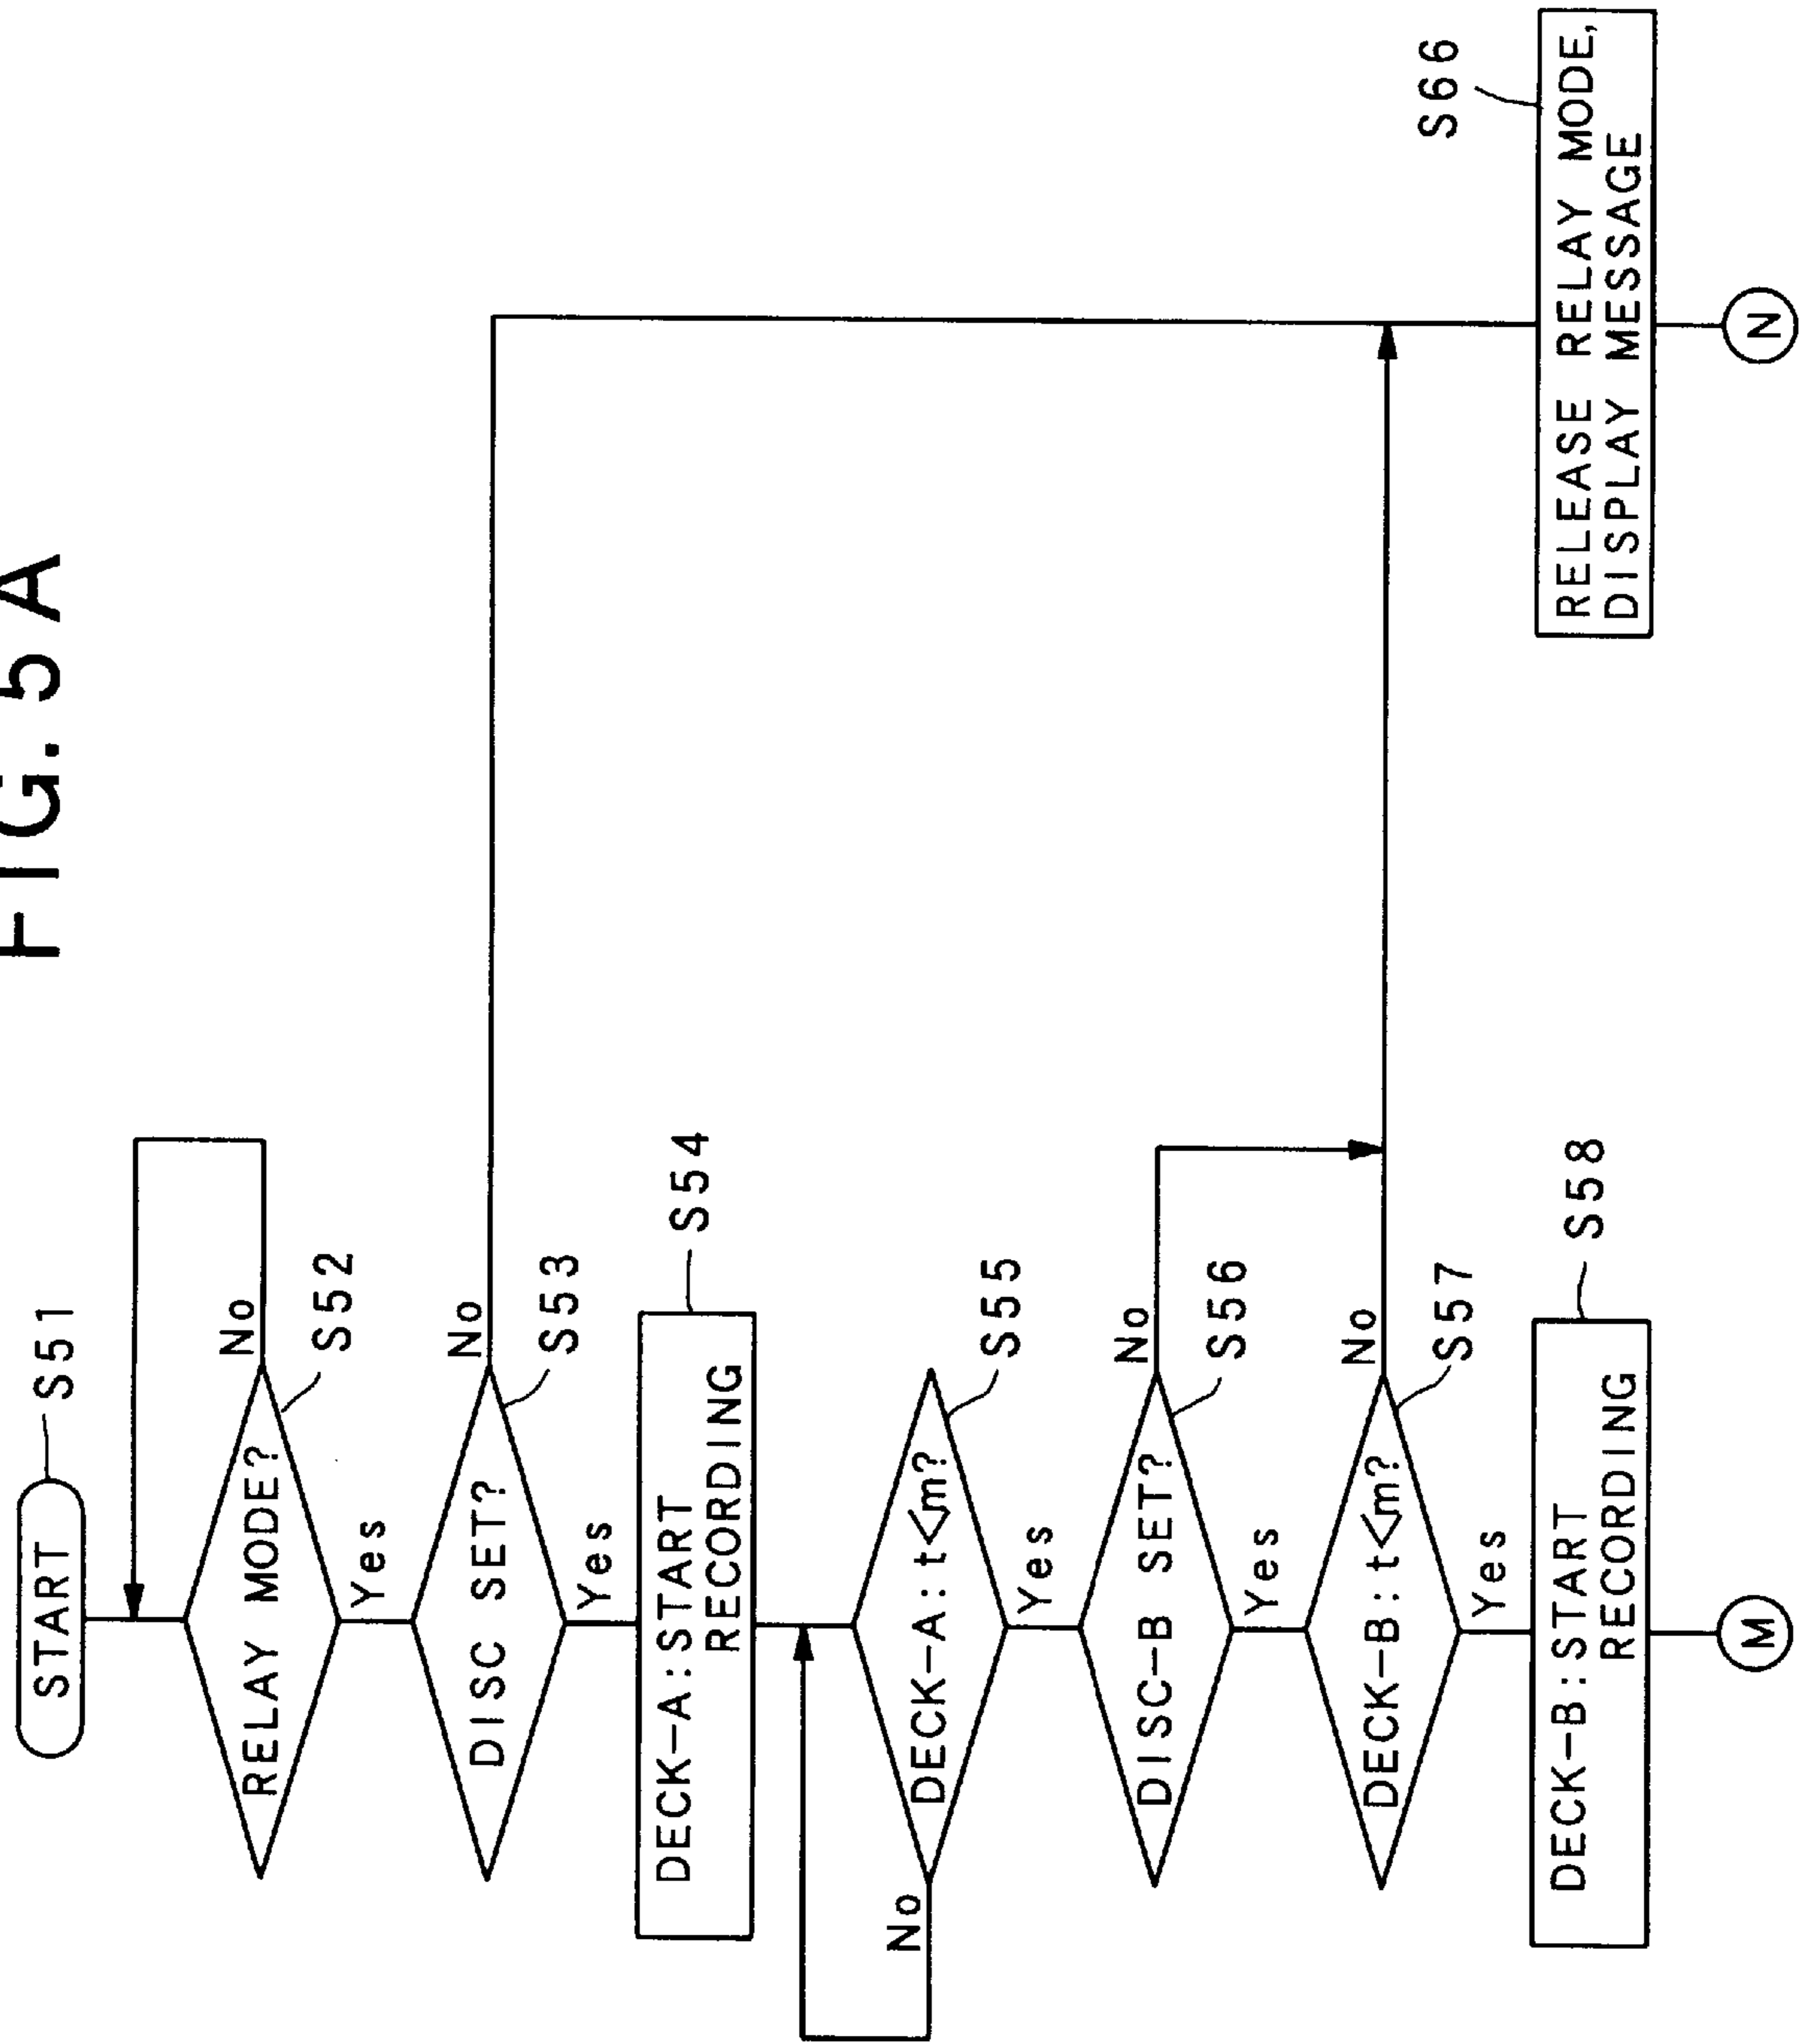 FIG. 5A
START
S51
RELAY MODE?
No
S52
Yes
DISC SET?
No
S53
Yes
DECK-A:START
RECORDING
S54
DECK-A:t<m?
No
S55
Yes
DISC-B SET?
No
S56
Yes
DECK-B:t<m?
No
S57
Yes
DECK-B:START
RECORDING
S58
M
S66
RELEASE RELAY MODE,
DISPLAY MESSAGE
N